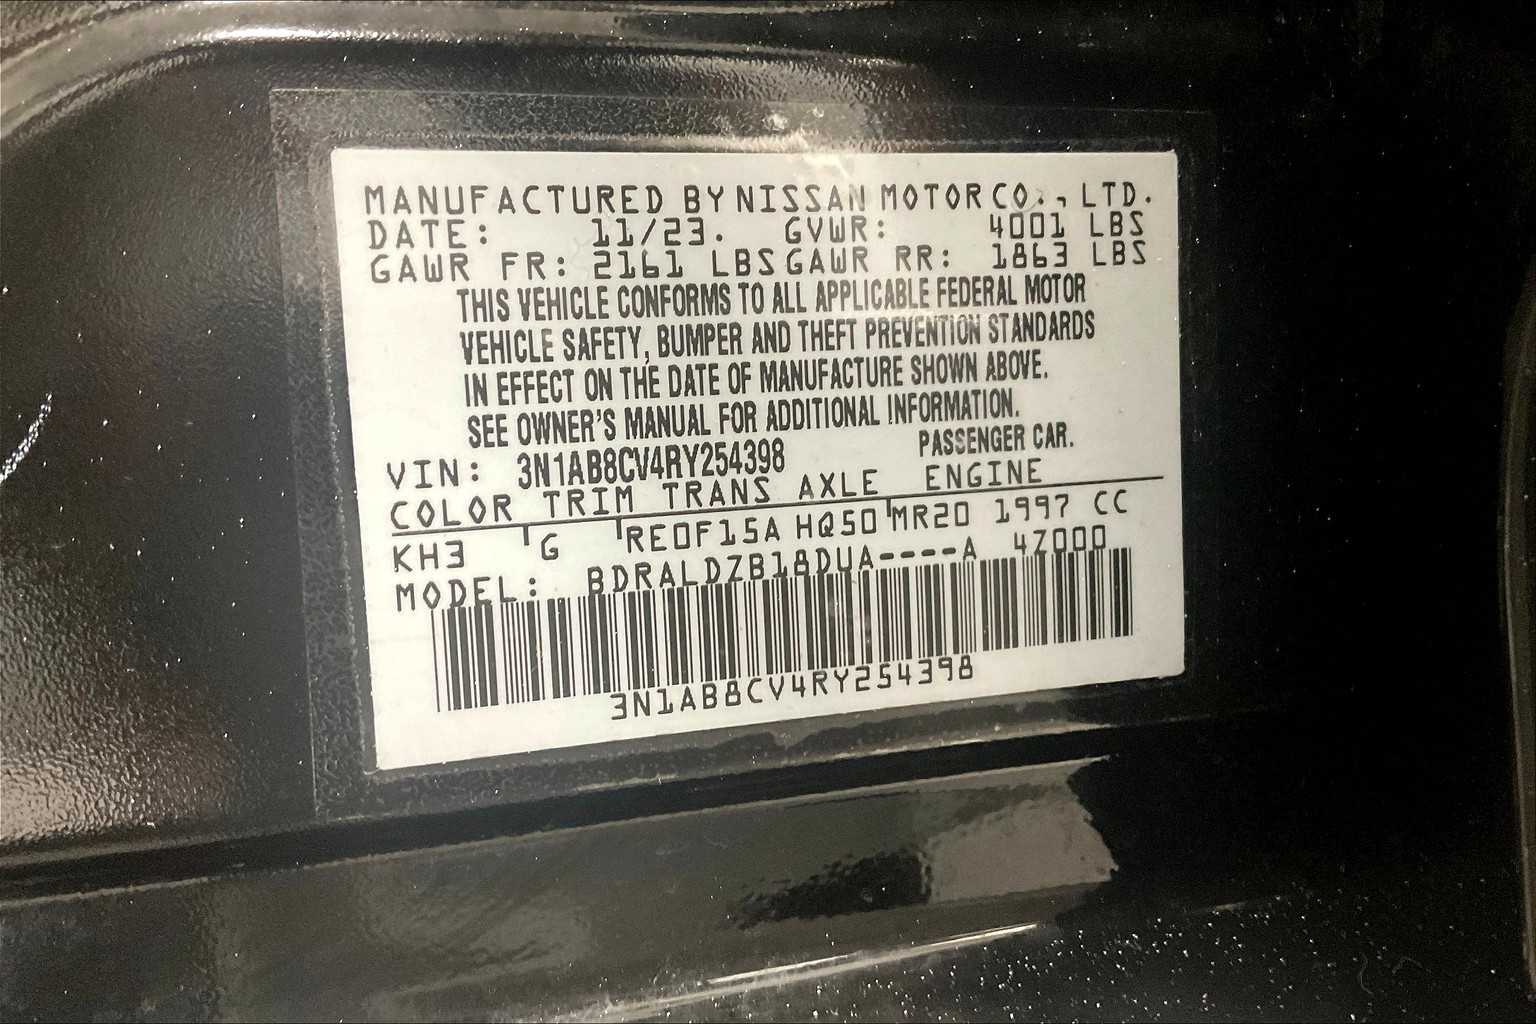 MANUFACTURED BY NISSAN MOTOR CO., LTD.
DATE: 11/23. GVWR: 4001 LBS
GAWR FR: 2161 LBS GAWR RR: 1863 LBS
THIS VEHICLE CONFORMS TO ALL APPLICABLE FEDERAL MOTOR
VEHICLE SAFETY, BUMPER AND THEFT PREVENTION STANDARDS
IN EFFECT ON THE DATE OF MANUFACTURE SHOWN ABOVE.
SEE OWNER'S MANUAL FOR ADDITIONAL INFORMATION.
VIN: 3N1AB8CV4RY254398 PASSENGER CAR.
COLOR TRIM TRANS AXLE ENGINE
KH3 G RE0F15A HQ50 MR20 1997 CC
MODEL: BDRALDZB18DUA----A 4Z000
3N1AB8CV4RY254398